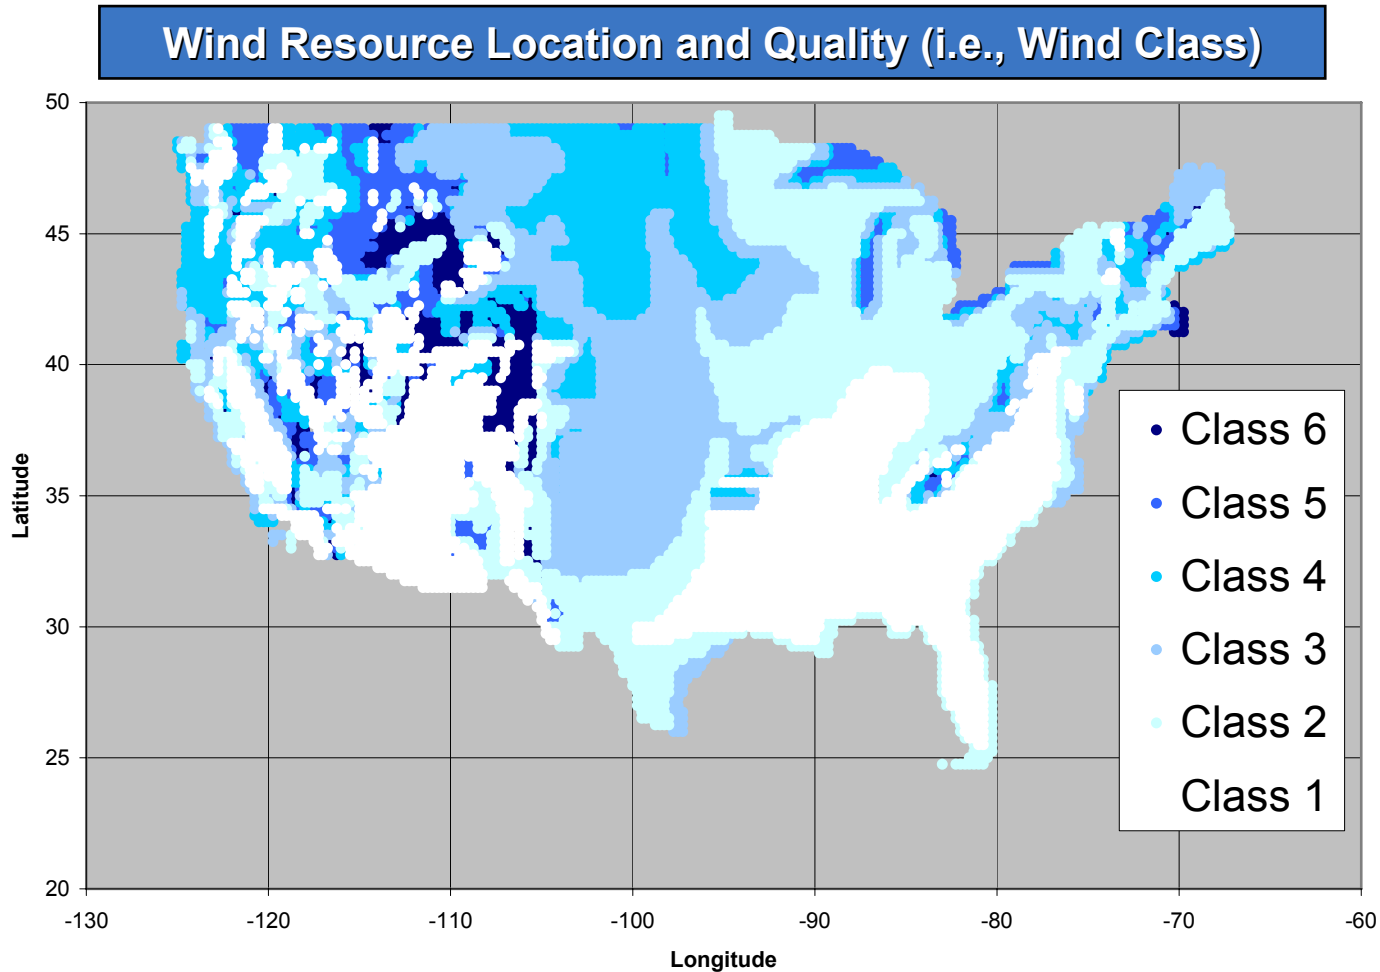 Wind Resource Location and Quality (i.e., Wind Class)
50
45
40
35
30
25
20
Latitude
-130 -120 -110 -100 -90 -80 -70 -60
Longitude
Class 6
Class 5
Class 4
Class 3
Class 2
Class 1